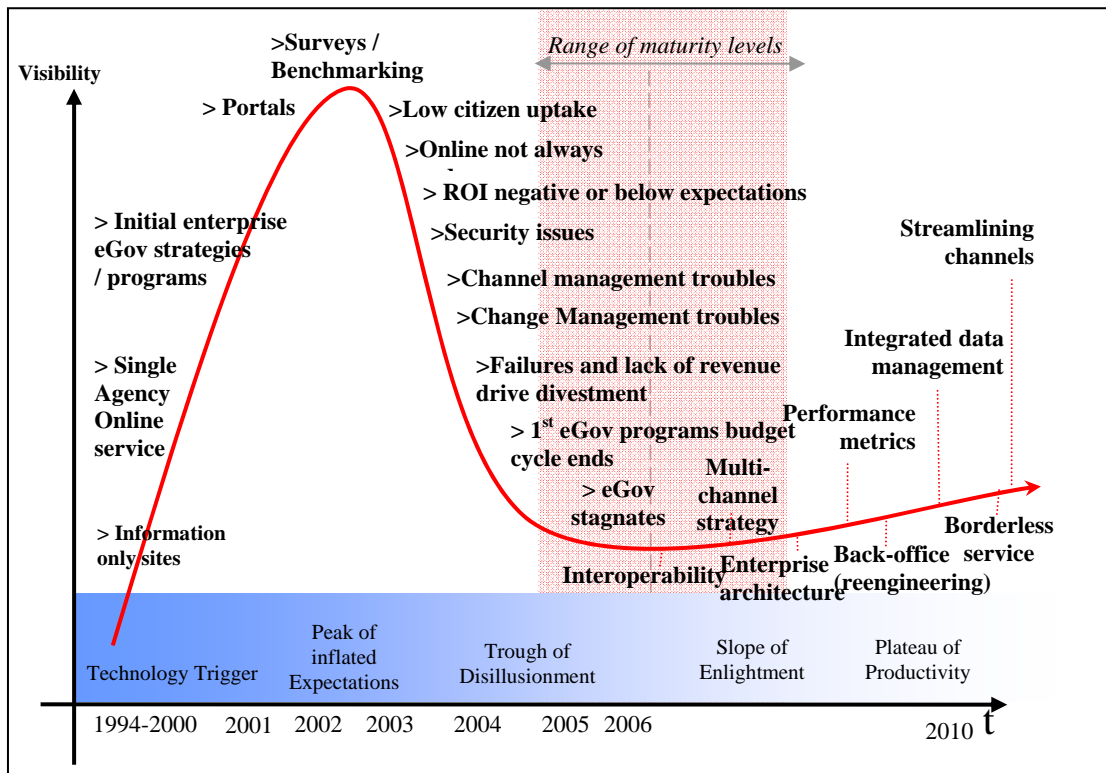 >Surveys /
Benchmarking
Range of maturity levels
Visibility
> Portals
>Low citizen uptake
>Online not always
> ROI negative or below expectations
> Initial enterprise
eGov strategies
/ programs
>Security issues
Streamlining
channels
>Channel management troubles
>Change Management troubles
Integrated data
management
> Single
Agency
Online
service
>Failures and lack of revenue
drive divestment
Performance
metrics
> 1st eGov programs budget
cycle ends
Multi-
channel
strategy
> eGov
stagnates
> Information
only sites
Borderless
service
Interoperability
Enterprise
architecture
Back-office
(reengineering)
Technology Trigger
Peak of
inflated
Expectations
Trough of
Disillusionment
Slope of
Enlightment
Plateau of
Productivity
1994-2000
2001
2002
2003
2004
2005
2006
2010
t